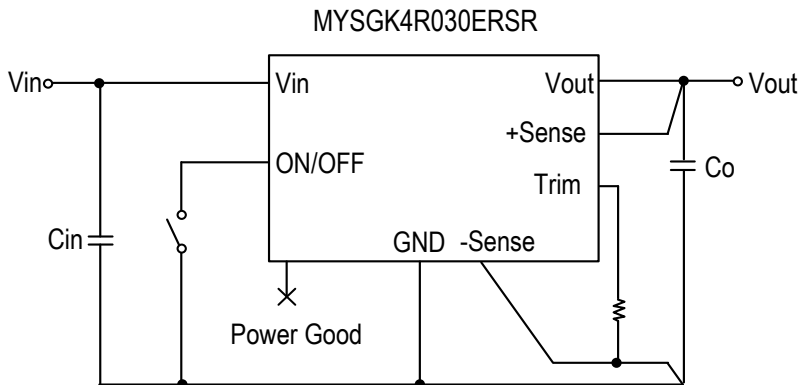 MYSGK4R030ERSR
Vin
Vin
Vout
Vout
+Sense
ON/OFF
Trim
Co
Cin
GND
-Sense
Power Good